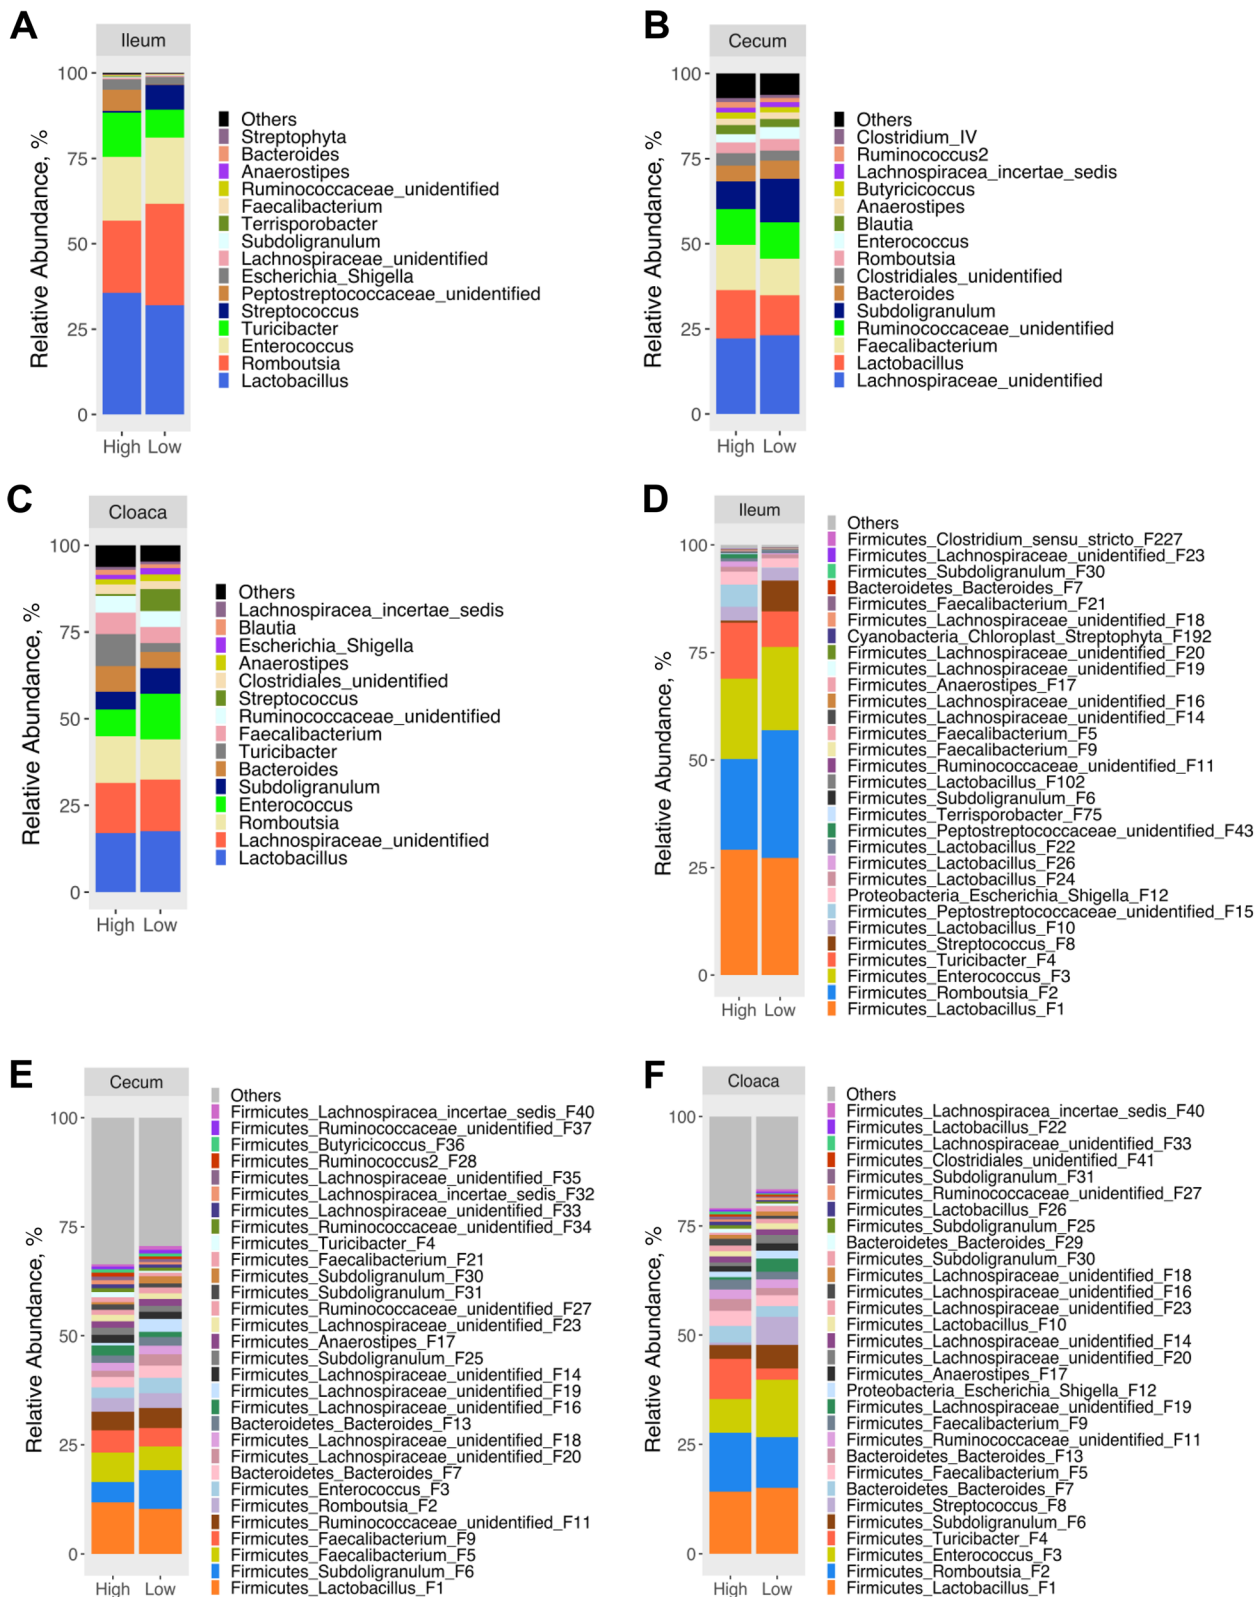 A
Ileum
Relative Abundance, %
100
75
50
25
0
High Low
Others
Streptophyta
Bacteroides
Anaerostipes
Ruminococcaceae_unidentified
Faecalibacterium
Terrisporobacter
Subdoligranulum
Lachnospiraceae_unidentified
Escherichia_Shigella
Peptostreptococcaceae_unidentified
Streptococcus
Turicibacter
Enterococcus
Romboutsia
Lactobacillus
B
Cecum
Relative Abundance, %
100
75
50
25
0
High Low
Others
Clostridium_IV
Ruminococcus2
Lachnospiracea_incertae_sedis
Butyricicoccus
Anaerostipes
Blautia
Enterococcus
Romboutsia
Clostridiales_unidentified
Bacteroides
Subdoligranulum
Ruminococcaceae_unidentified
Faecalibacterium
Lactobacillus
Lachnospiraceae_unidentified
C
Cloaca
Relative Abundance, %
100
75
50
25
0
High Low
Others
Lachnospiracea_incertae_sedis
Blautia
Escherichia_Shigella
Anaerostipes
Clostridiales_unidentified
Streptococcus
Ruminococcaceae_unidentified
Faecalibacterium
Turicibacter
Bacteroides
Subdoligranulum
Enterococcus
Romboutsia
Lachnospiraceae_unidentified
Lactobacillus
D
Ileum
Relative Abundance, %
100
75
50
25
0
High Low
Others
Firmicutes_Clostridium_sensu_stricto_F227
Firmicutes_Lachnospiraceae_unidentified_F23
Firmicutes_Subdoligranulum_F30
Bacteroidetes_Bacteroides_F7
Firmicutes_Faecalibacterium_F21
Firmicutes_Lachnospiraceae_unidentified_F18
Cyanobacteria_Chloroplast_Streptophyta_F192
Firmicutes_Lachnospiraceae_unidentified_F20
Firmicutes_Lachnospiraceae_unidentified_F19
Firmicutes_Anaerostipes_F17
Firmicutes_Lachnospiraceae_unidentified_F16
Firmicutes_Lachnospiraceae_unidentified_F14
Firmicutes_Faecalibacterium_F5
Firmicutes_Faecalibacterium_F9
Firmicutes_Ruminococcaceae_unidentified_F11
Firmicutes_Lactobacillus_F102
Firmicutes_Subdoligranulum_F6
Firmicutes_Terrisporobacter_F75
Firmicutes_Peptostreptococcaceae_unidentified_F43
Firmicutes_Lactobacillus_F22
Firmicutes_Lactobacillus_F26
Firmicutes_Lactobacillus_F24
Proteobacteria_Escherichia_Shigella_F12
Firmicutes_Peptostreptococcaceae_unidentified_F15
Firmicutes_Lactobacillus_F10
Firmicutes_Streptococcus_F8
Firmicutes_Turicibacter_F4
Firmicutes_Enterococcus_F3
Firmicutes_Romboutsia_F2
Firmicutes_Lactobacillus_F1
E
Cecum
Relative Abundance, %
100
75
50
25
0
High Low
Others
Firmicutes_Lachnospiracea_incertae_sedis_F40
Firmicutes_Ruminococcaceae_unidentified_F37
Firmicutes_Butyricicoccus_F36
Firmicutes_Ruminococcus2_F28
Firmicutes_Lachnospiraceae_unidentified_F35
Firmicutes_Lachnospiracea_incertae_sedis_F32
Firmicutes_Lachnospiraceae_unidentified_F33
Firmicutes_Ruminococcaceae_unidentified_F34
Firmicutes_Turicibacter_F4
Firmicutes_Faecalibacterium_F21
Firmicutes_Subdoligranulum_F30
Firmicutes_Subdoligranulum_F31
Firmicutes_Ruminococcaceae_unidentified_F27
Firmicutes_Lachnospiraceae_unidentified_F23
Firmicutes_Anaerostipes_F17
Firmicutes_Subdoligranulum_F25
Firmicutes_Lachnospiraceae_unidentified_F14
Firmicutes_Lachnospiraceae_unidentified_F19
Firmicutes_Lachnospiraceae_unidentified_F16
Bacteroidetes_Bacteroides_F13
Firmicutes_Lachnospiraceae_unidentified_F18
Firmicutes_Lachnospiraceae_unidentified_F20
Bacteroidetes_Bacteroides_F7
Firmicutes_Enterococcus_F3
Firmicutes_Romboutsia_F2
Firmicutes_Ruminococcaceae_unidentified_F11
Firmicutes_Faecalibacterium_F9
Firmicutes_Faecalibacterium_F5
Firmicutes_Subdoligranulum_F6
Firmicutes_Lactobacillus_F1
F
Cloaca
Relative Abundance, %
100
75
50
25
0
High Low
Others
Firmicutes_Lachnospiracea_incertae_sedis_F40
Firmicutes_Lactobacillus_F22
Firmicutes_Lachnospiraceae_unidentified_F33
Firmicutes_Clostridiales_unidentified_F41
Firmicutes_Subdoligranulum_F31
Firmicutes_Ruminococcaceae_unidentified_F27
Firmicutes_Lactobacillus_F26
Firmicutes_Subdoligranulum_F25
Bacteroidetes_Bacteroides_F29
Firmicutes_Subdoligranulum_F30
Firmicutes_Lachnospiraceae_unidentified_F18
Firmicutes_Lachnospiraceae_unidentified_F16
Firmicutes_Lachnospiraceae_unidentified_F23
Firmicutes_Lactobacillus_F10
Firmicutes_Lachnospiraceae_unidentified_F14
Firmicutes_Lachnospiraceae_unidentified_F20
Firmicutes_Anaerostipes_F17
Proteobacteria_Escherichia_Shigella_F12
Firmicutes_Lachnospiraceae_unidentified_F19
Firmicutes_Faecalibacterium_F9
Firmicutes_Ruminococcaceae_unidentified_F11
Bacteroidetes_Bacteroides_F13
Firmicutes_Faecalibacterium_F5
Bacteroidetes_Bacteroides_F7
Firmicutes_Streptococcus_F8
Firmicutes_Subdoligranulum_F6
Firmicutes_Turicibacter_F4
Firmicutes_Enterococcus_F3
Firmicutes_Romboutsia_F2
Firmicutes_Lactobacillus_F1